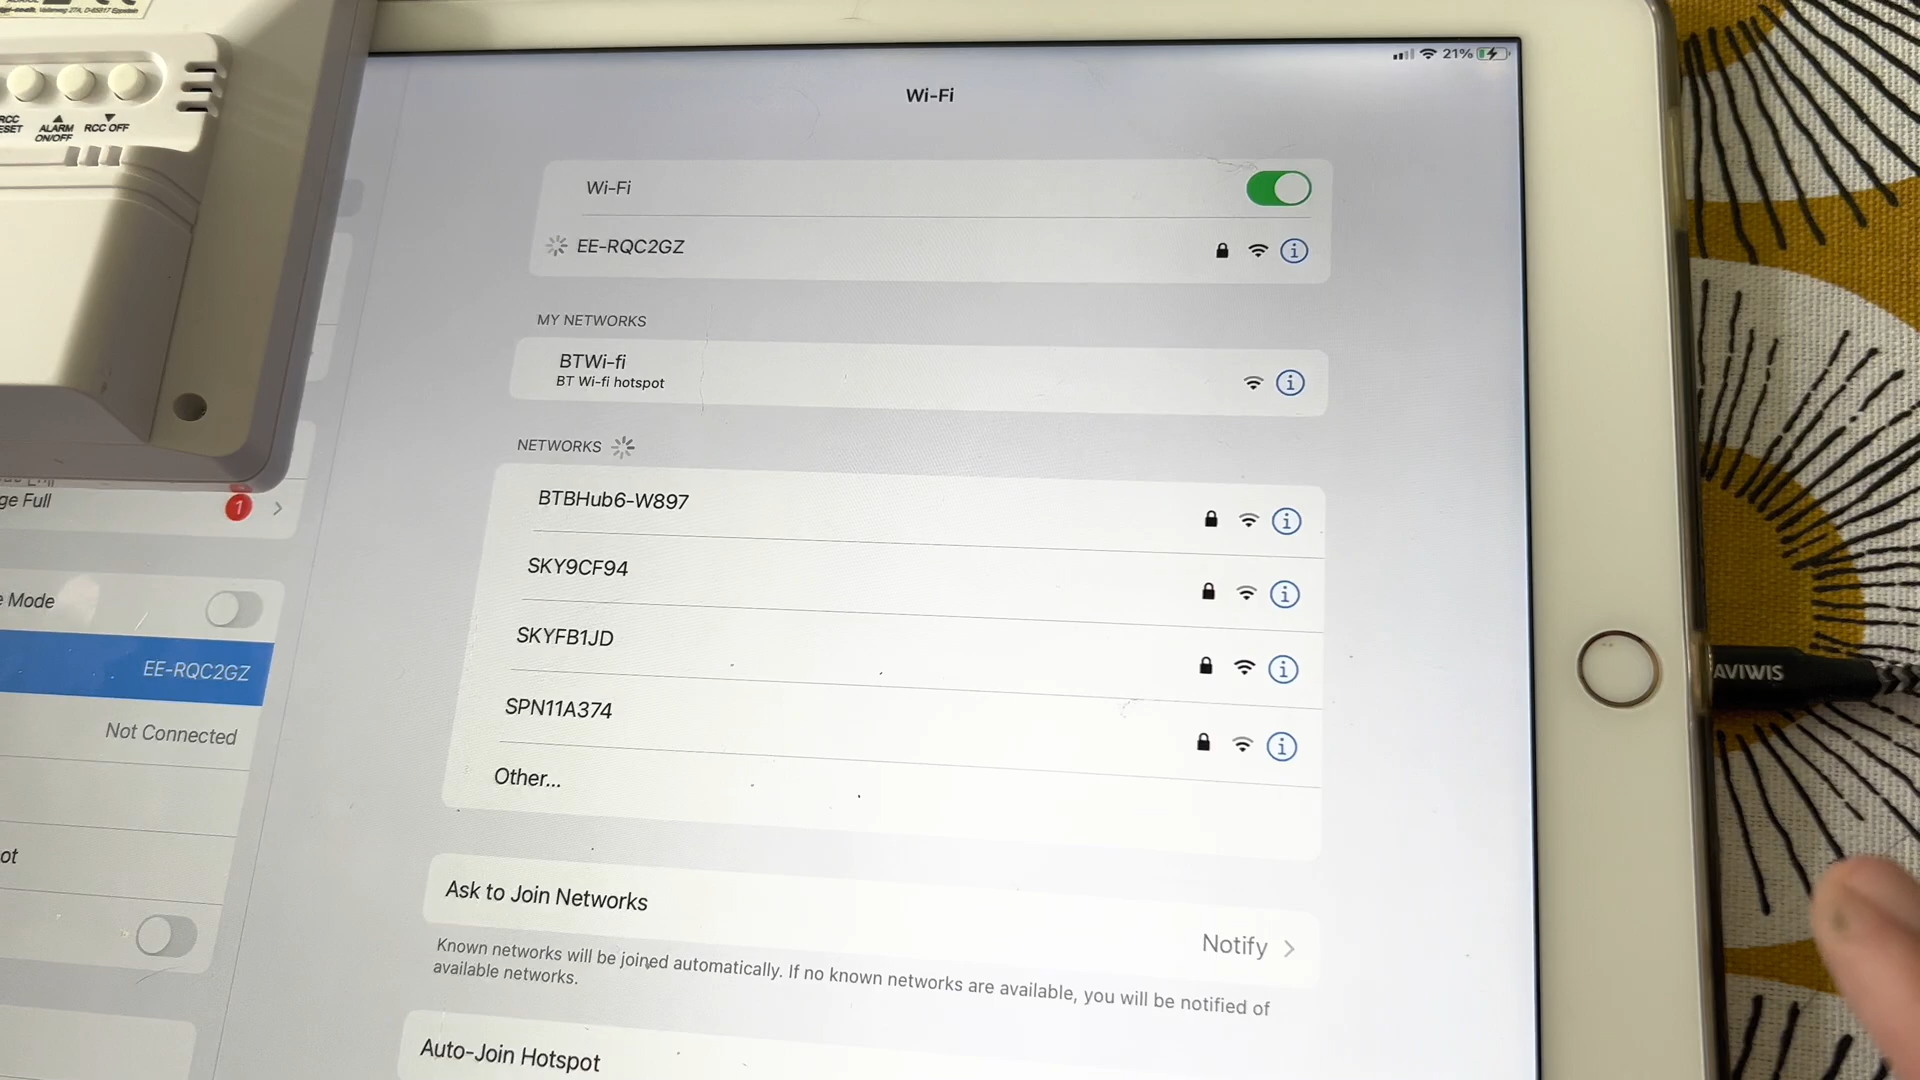 D-65817 Eppstein
RCC
ALARM
ON/OFF
RCC OFF
21%
Wi-Fi
Wi-Fi
EE-RQC2GZ
MY NETWORKS
BTWi-fi
BT Wi-fi hotspot
NETWORKS
BTBHub6-W897
SKY9CF94
SKYFB1JD
SPN11A374
Other...
Ask to Join Networks
Notify
Known networks will be joined automatically. If no known networks are available, you will be notified of
available networks.
Auto-Join Hotspot
ge Full
1
e Mode
EE-RQC2GZ
Not Connected
ot
AVIWIS